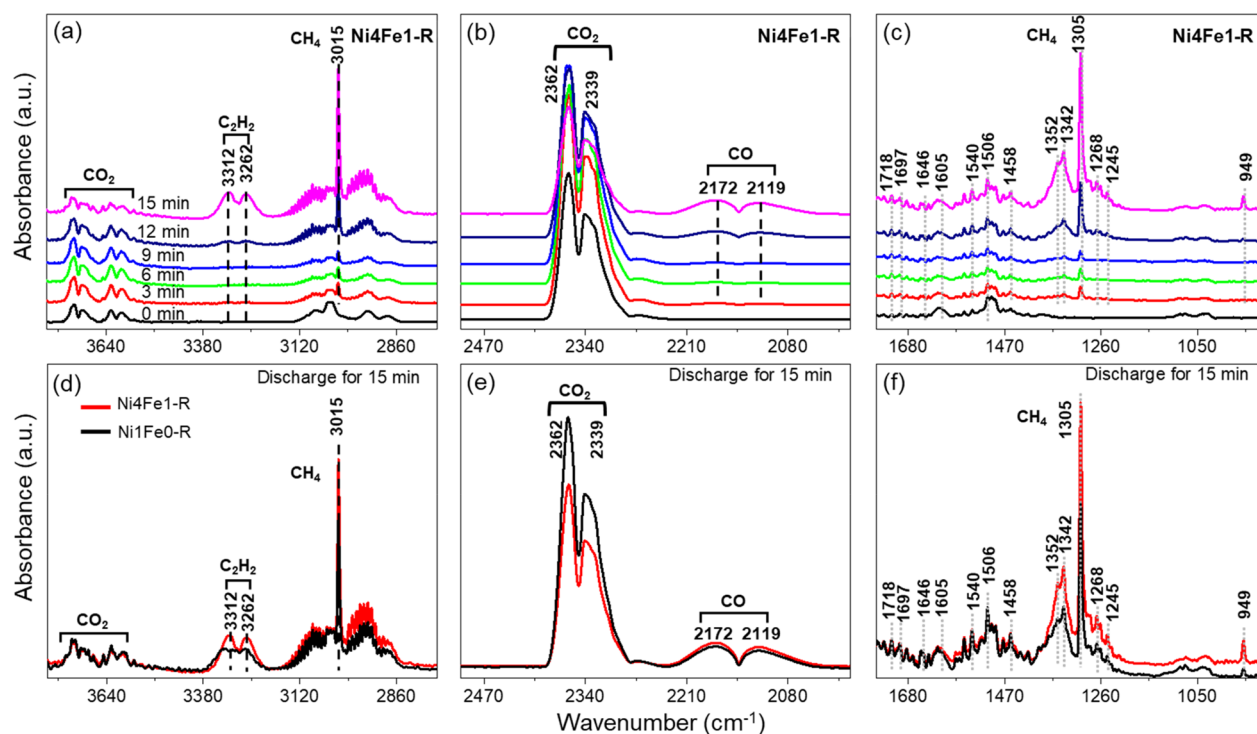 (a)
CH4
3015
Ni4Fe1-R
C2H2
3312
3262
CO2
15 min
12 min
9 min
6 min
3 min
0 min
3640
3380
3120
2860
Absorbance (a.u.)
(b)
CO2
Ni4Fe1-R
2362
2339
CO
2172
2119
2470
2340
2210
2080
(c)
CH4
1305
Ni4Fe1-R
1718
1697
1646
1605
1540
1506
1458
1352
1342
1268
1245
949
1680
1470
1260
1050
(d)
Discharge for 15 min
Ni4Fe1-R
Ni1Fe0-R
3015
CH4
C2H2
3312
3262
CO2
3640
3380
3120
2860
Absorbance (a.u.)
(e)
Discharge for 15 min
CO2
2362
2339
CO
2172
2119
2470
2340
2210
2080
(f)
Discharge for 15 min
CH4
1305
1718
1697
1646
1605
1540
1506
1458
1352
1342
1268
1245
949
1680
1470
1260
1050
Wavenumber (cm-1)